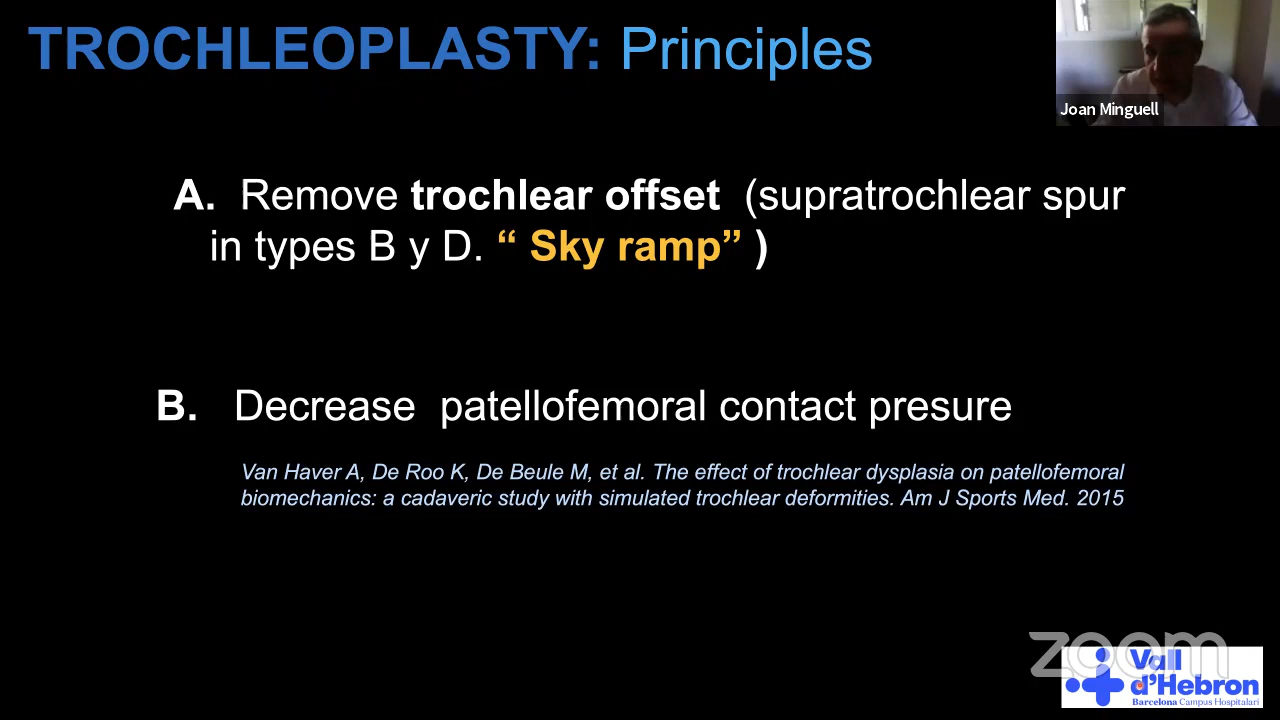 TROCHLEOPLASTY: Principles
Joan Minguell
A. Remove trochlear offset (supratrochlear spur
in types B y D. “ Sky ramp” )
B. Decrease patellofemoral contact presure
Van Haver A, De Roo K, De Beule M, et al. The effect of trochlear dysplasia on patellofemoral
biomechanics: a cadaveric study with simulated trochlear deformities. Am J Sports Med. 2015
zoom
Vall
d'Hebron
Barcelona Campus Hospitalari